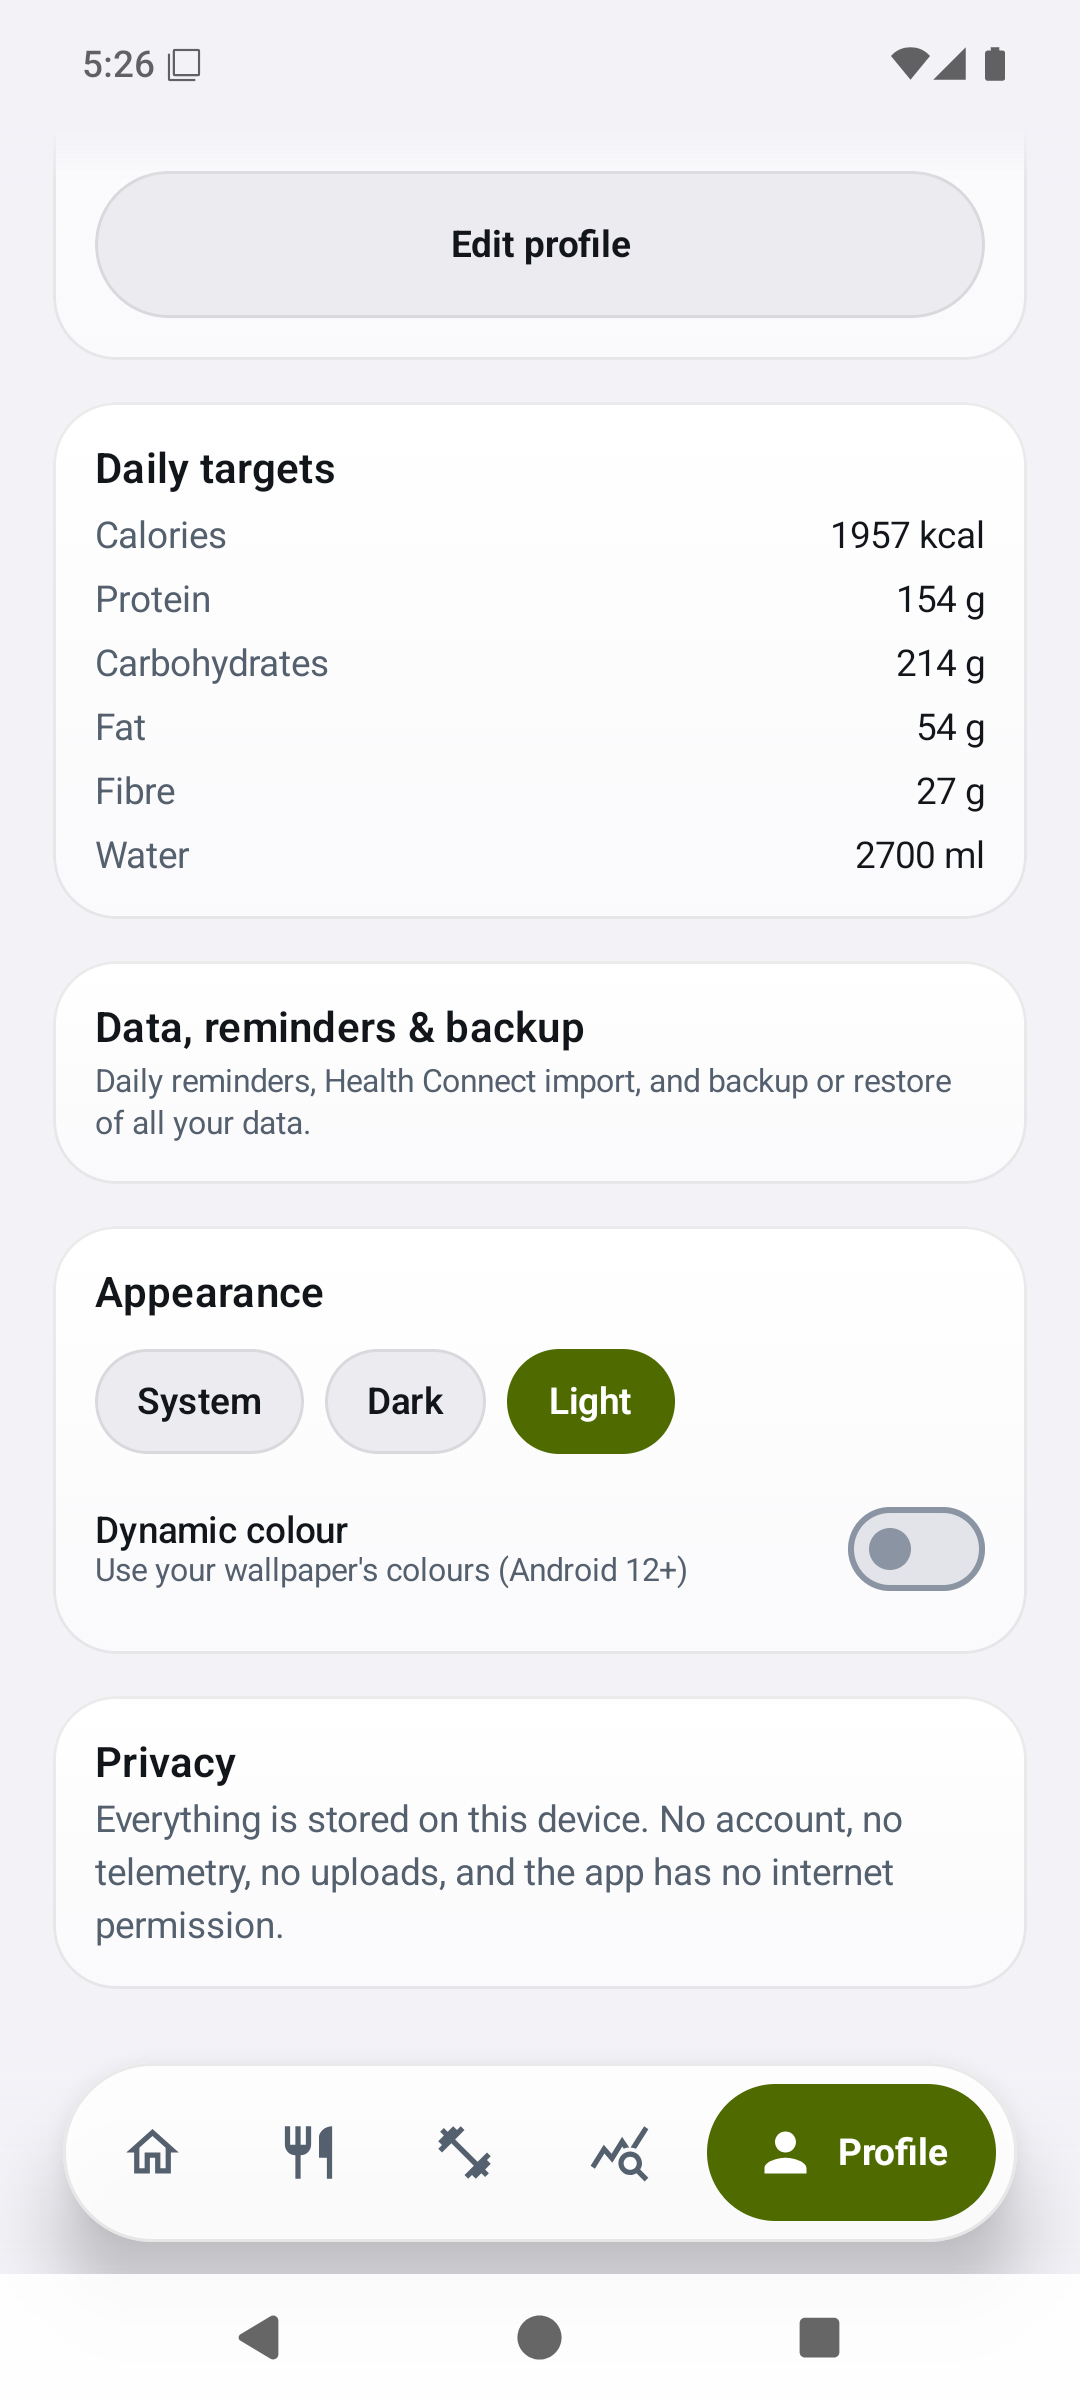 5:26
Edit profile
Daily targets
Calories 1957 kcal
Protein 154 g
Carbohydrates 214 g
Fat 54 g
Fibre 27 g
Water 2700 ml
Data, reminders & backup
Daily reminders, Health Connect import, and backup or restore
of all your data.
Appearance
System Dark Light
Dynamic colour
Use your wallpaper's colours (Android 12+)
Privacy
Everything is stored on this device. No account, no
telemetry, no uploads, and the app has no internet
permission.
Profile